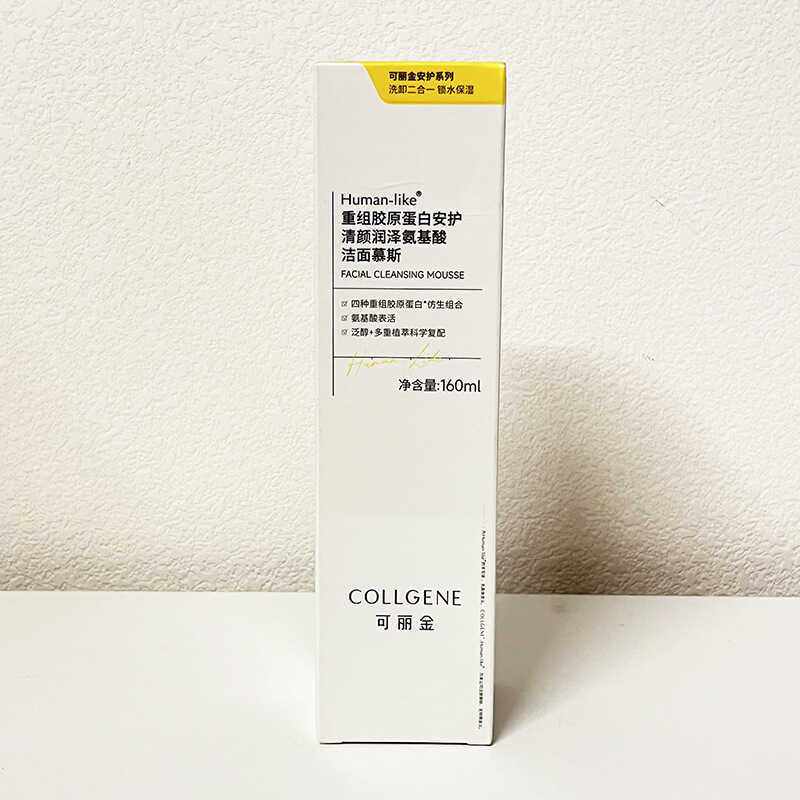 可丽金安护系列
洗卸二合一 锁水保湿
Human-like®
重组胶原蛋白安护
清颜润泽氨基酸
洁面慕斯
FACIAL CLEANSING MOUSSE
☑ 四种重组胶原蛋白*仿生组合
☑ 氨基酸表活
☑ 泛醇+多重植萃科学复配
Human Like
净含量:160ml
COLLGENE
可丽金